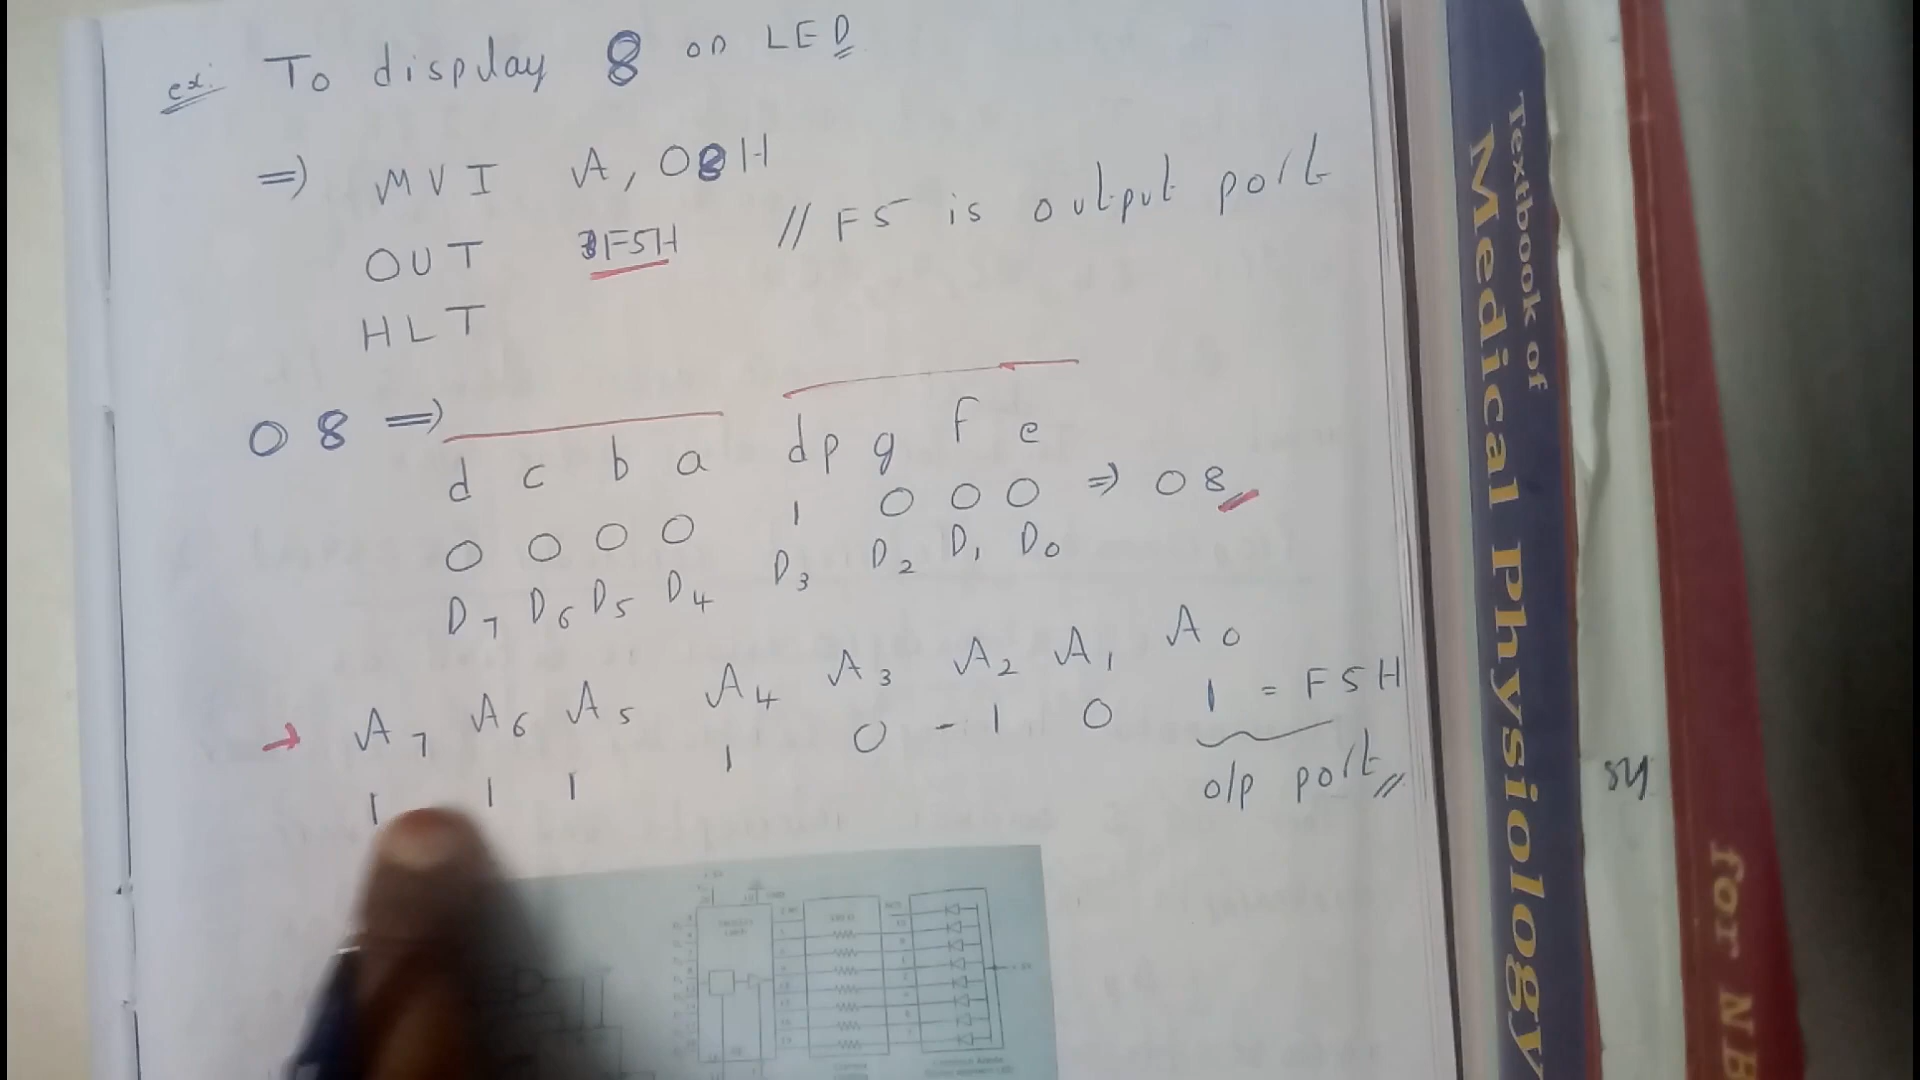 ex: To display 8 on LED
=) MVI A, 08H
OUT F5H // F5 is output port
HLT
08 =)
d c b a dp g f e
0 0 0 0 1 0 0 0 => 08
D7 D6 D5 D4 D3 D2 D1 D0
→ A7 A6 A5 A4 A3 A2 A1 A0
1 1 1 1 0 - 1 0 1 = F5H
o/p port //
Textbook of
Medical Physiology
SY
for NB